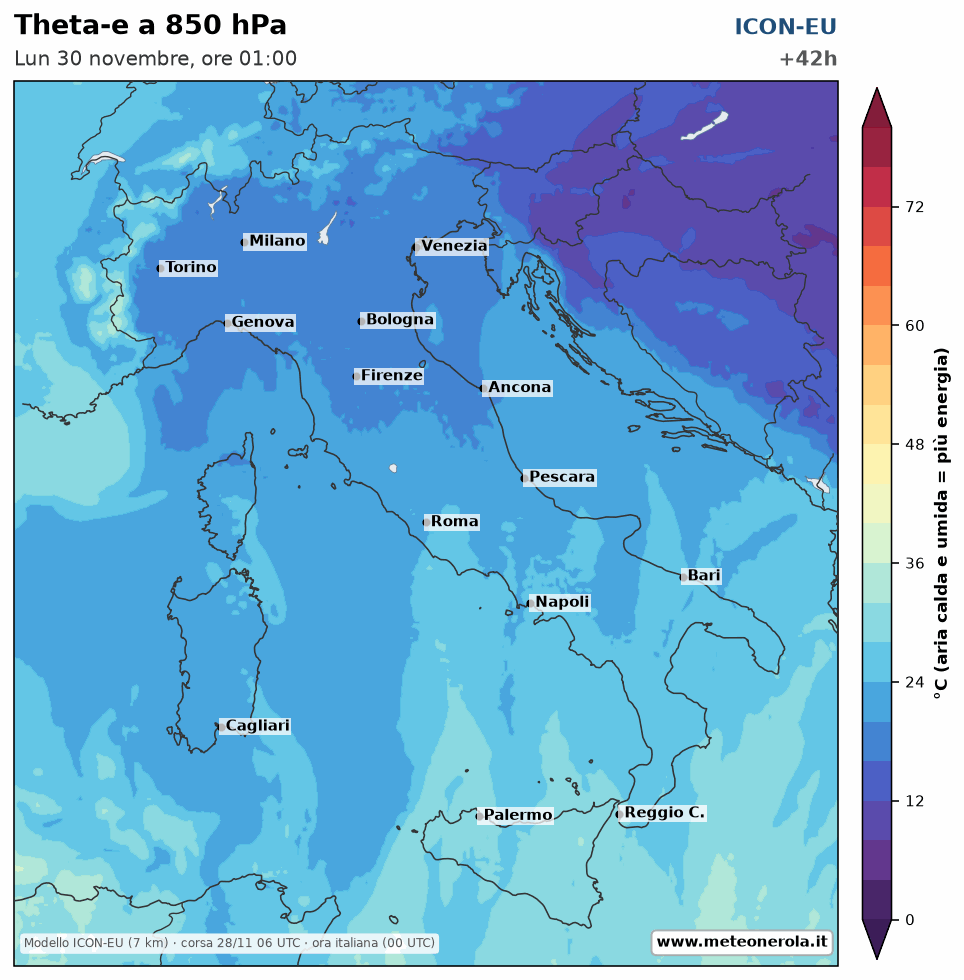 Theta-e a 850 hPa
ICON-EU
Lun 30 novembre, ore 01:00
+42h
Milano
Venezia
Torino
Genova
Bologna
Firenze
Ancona
Pescara
Roma
Bari
Napoli
Cagliari
Palermo
Reggio C.
72
60
48
36
24
12
0
°C (aria calda e umida = più energia)
Modello ICON-EU (7 km) · corsa 28/11 06 UTC · ora italiana (00 UTC)
www.meteonerola.it